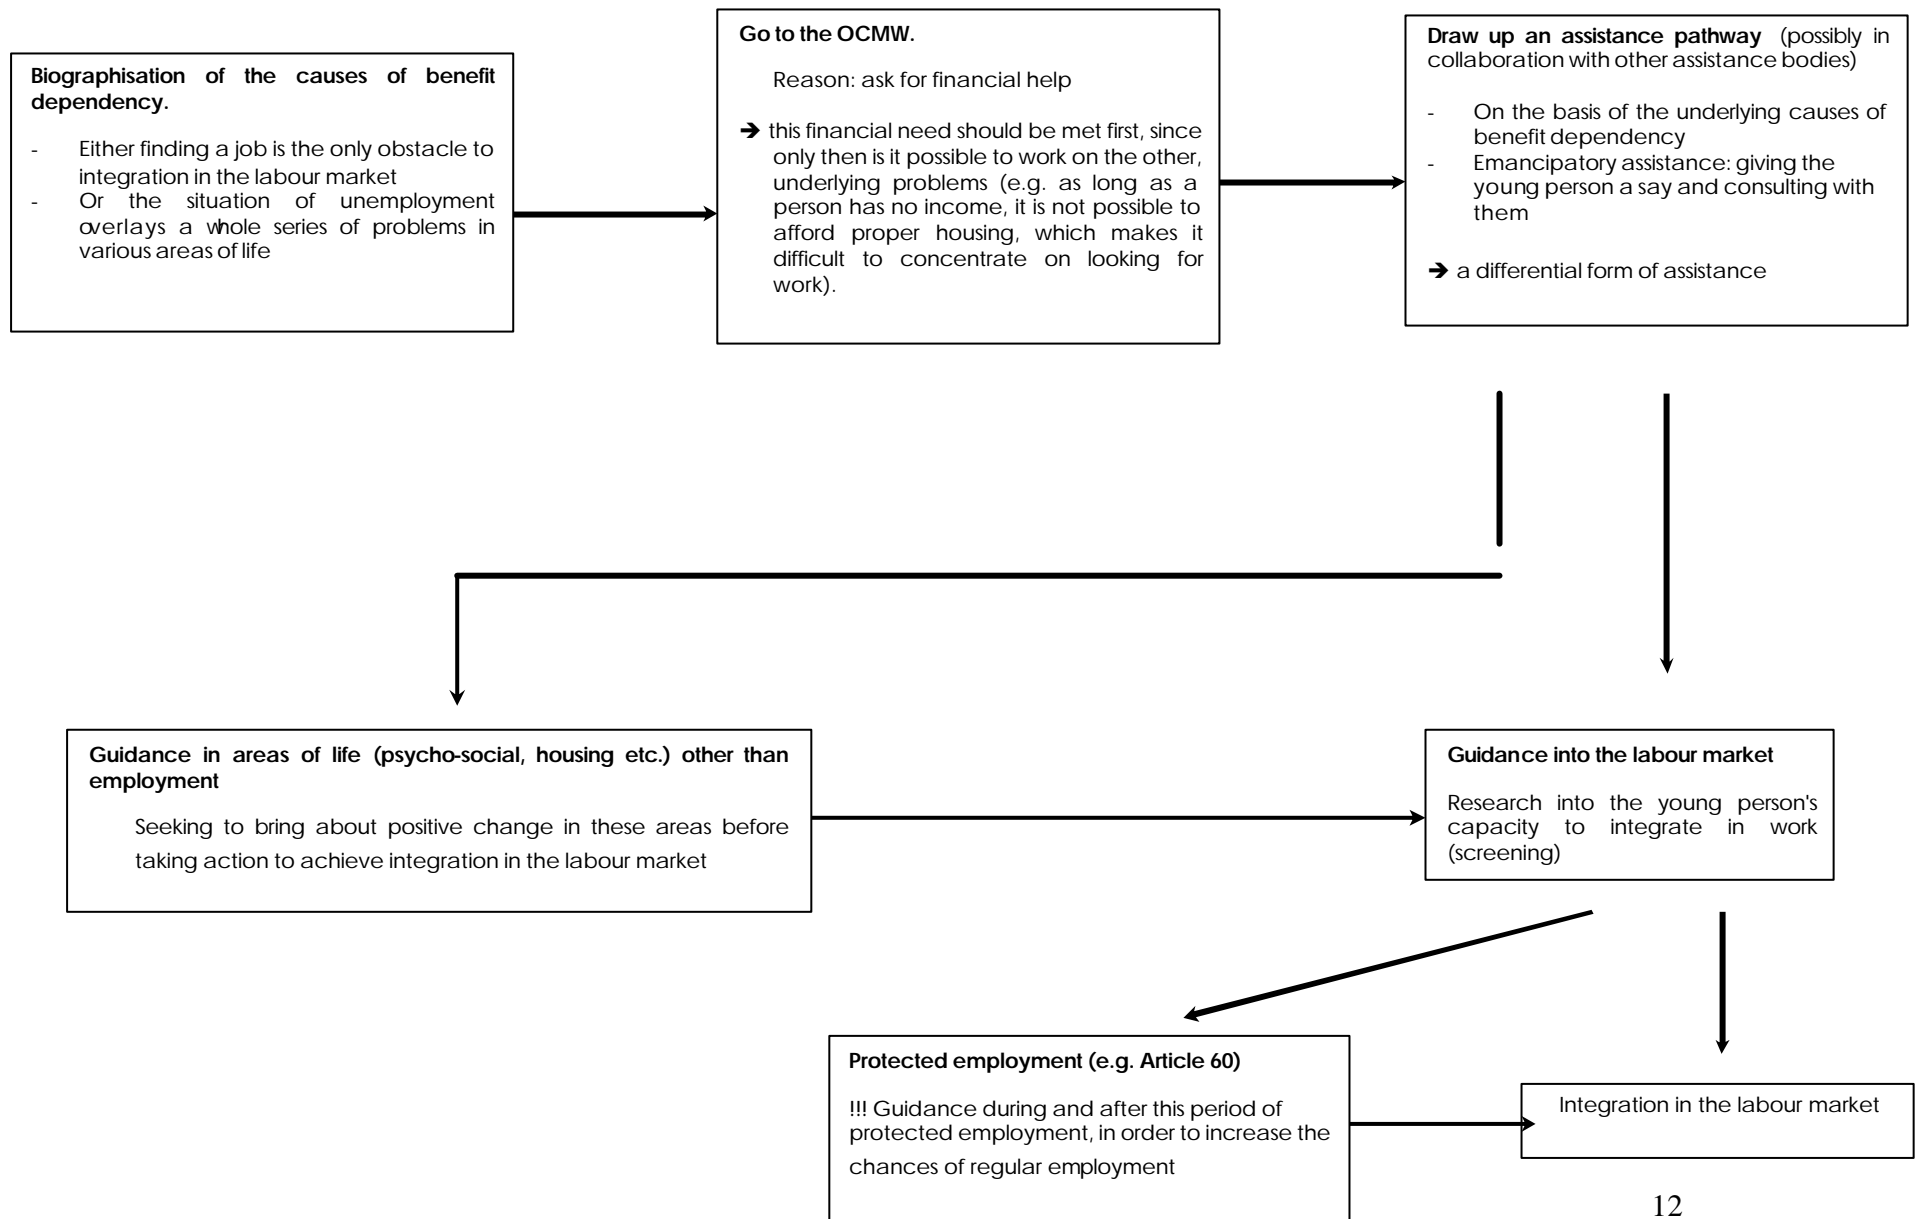 Biographisation of the causes of benefit
dependency.
- Either finding a job is the only obstacle to
integration in the labour market
- Or the situation of unemployment
overlays a whole series of problems in
various areas of life
Go to the OCMW.
Reason: ask for financial help
➔ this financial need should be met first, since
only then is it possible to work on the other,
underlying problems (e.g. as long as a
person has no income, it is not possible to
afford proper housing, which makes it
difficult to concentrate on looking for
work).
Draw up an assistance pathway (possibly in
collaboration with other assistance bodies)
- On the basis of the underlying causes of
benefit dependency
- Emancipatory assistance: giving the
young person a say and consulting with
them
➔ a differential form of assistance
Guidance in areas of life (psycho-social, housing etc.) other than
employment
Seeking to bring about positive change in these areas before
taking action to achieve integration in the labour market
Guidance into the labour market
Research into the young person's
capacity to integrate in work
(screening)
Protected employment (e.g. Article 60)
!!! Guidance during and after this period of
protected employment, in order to increase the
chances of regular employment
Integration in the labour market
12